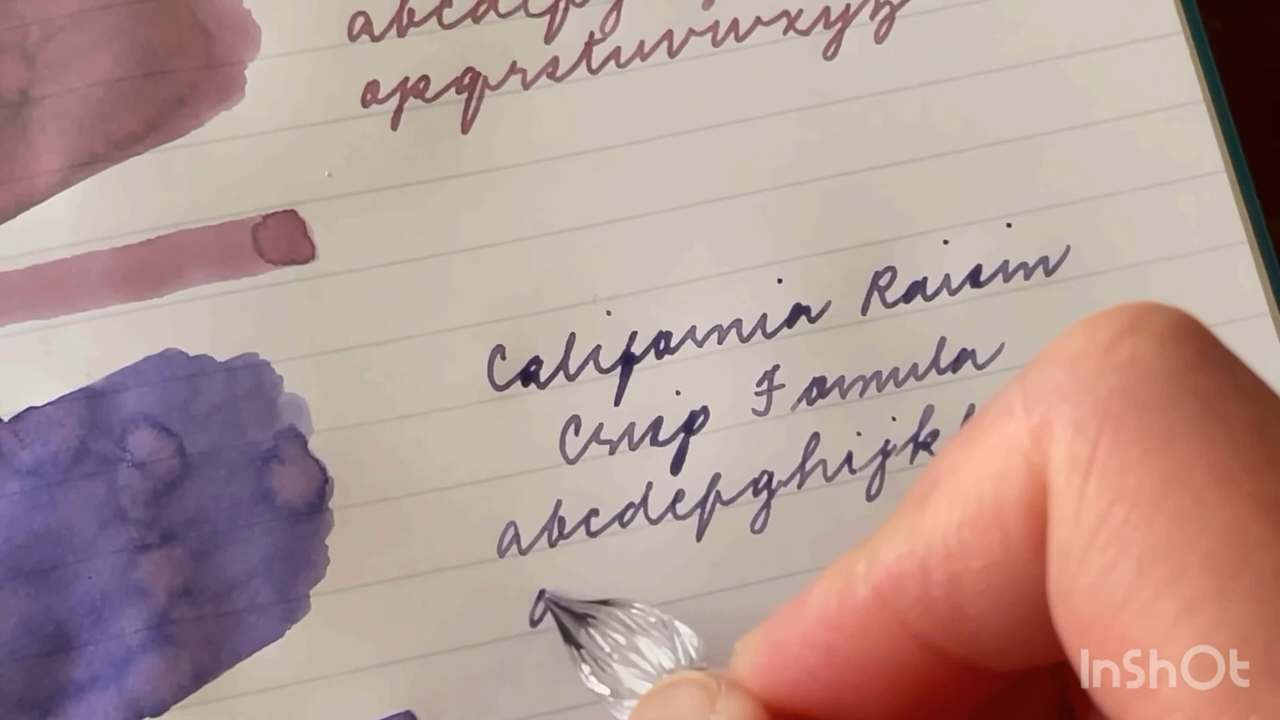 abcdefg
opqrstuvwxyz
California Raisin
Crisp Formula
abcdefghijk
o
InShOt